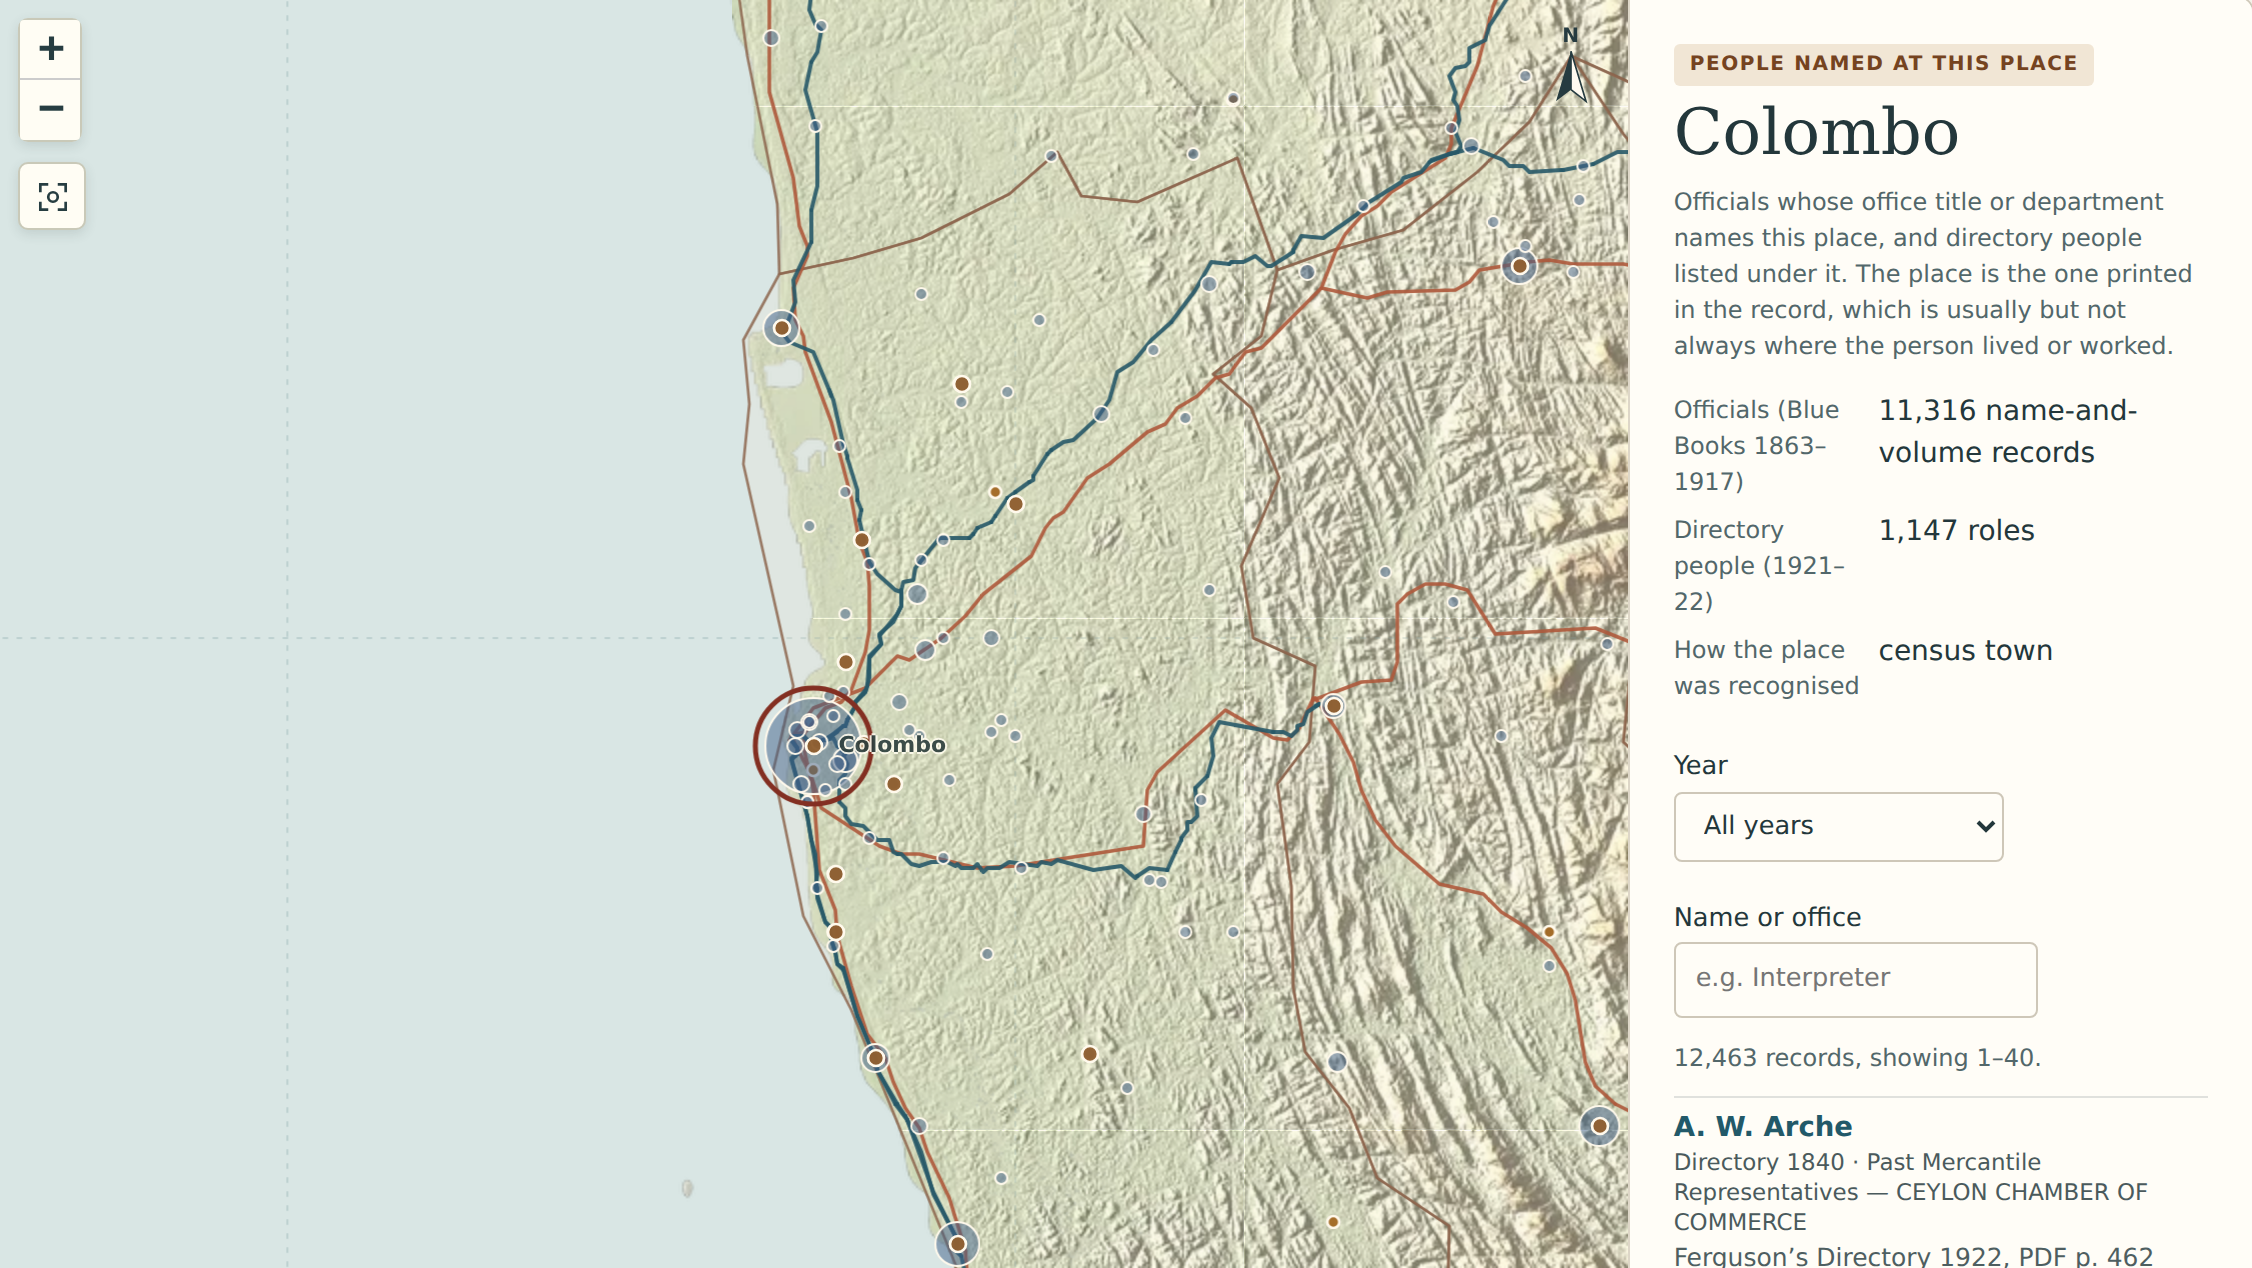 PEOPLE NAMED AT THIS PLACE
Colombo
Officials whose office title or department
names this place, and directory people
listed under it. The place is the one printed
in the record, which is usually but not
always where the person lived or worked.
Officials (Blue
Books 1863–
1917)
11,316 name-and-
volume records
Directory
people (1921–
22)
1,147 roles
How the place
was recognised
census town
Year
All years
Name or office
e.g. Interpreter
12,463 records, showing 1–40.
A. W. Arche
Directory 1840 · Past Mercantile
Representatives — CEYLON CHAMBER OF
COMMERCE
Ferguson’s Directory 1922, PDF p. 462
+
−
N
Colombo